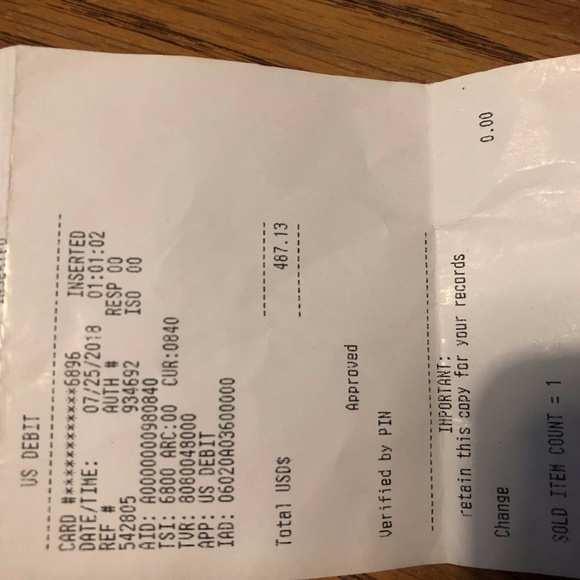 US DEBIT
CARD #************6896 INSERTED
DATE/TIME: 07/25/2018 01:01:02
REF # AUTH # RESP 00
542805 934692 ISO 00
AID: A0000000980840
TSI: 6800 ARC:00 CUR:0840
TVR: 8080048000
APP: US DEBIT
IAD: 06020A03600000
Total USD$ 487.13
Approved
Verified by PIN
IMPORTANT:
retain this copy for your records
Change 0.00
SOLD ITEM COUNT = 1